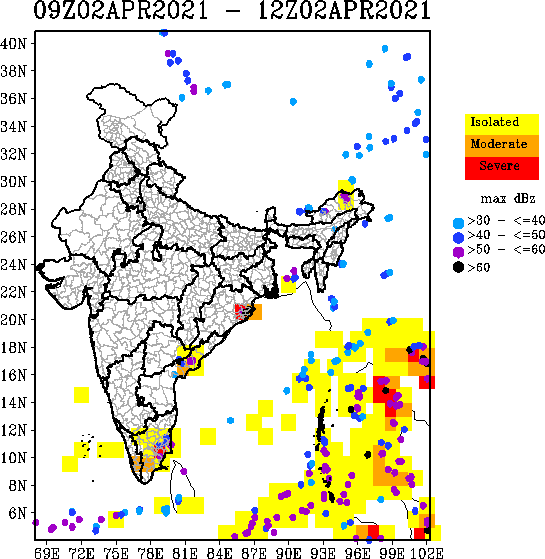 09Z02APR2021 - 12Z02APR2021
40N
38N
36N
34N
32N
30N
28N
26N
24N
22N
20N
18N
16N
14N
12N
10N
8N
6N
69E 72E 75E 78E 81E 84E 87E 90E 93E 96E 99E 102E
Isolated
Moderate
Severe
max dBz
>30 - <=40
>40 - <=50
>50 - <=60
>60